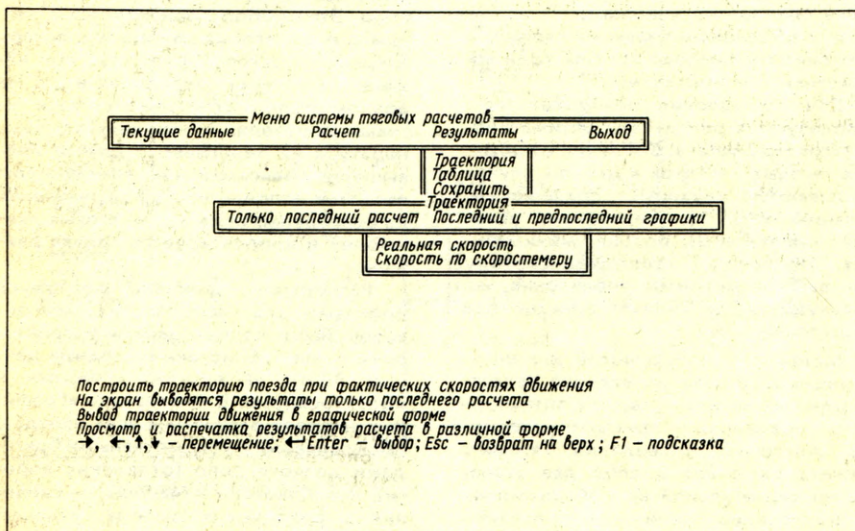 Меню системы тяговых расчетов
Текущие данные Расчет Результаты Выход
Траектория
Таблица
Сохранить
Траектория
Только последний расчет Последний и предпоследний графики
Реальная скорость
Скорость по скоростемеру
Построить траекторию поезда при фактических скоростях движения
На экран выводятся результаты только последнего расчета
Вывод траектории движения в графической форме
Просмотр и распечатка результатов расчета в различной форме
→, ←, ↑, ↓ – перемещение; ↵ Enter – выбор; Esc – возврат на верх; F1 – подсказка